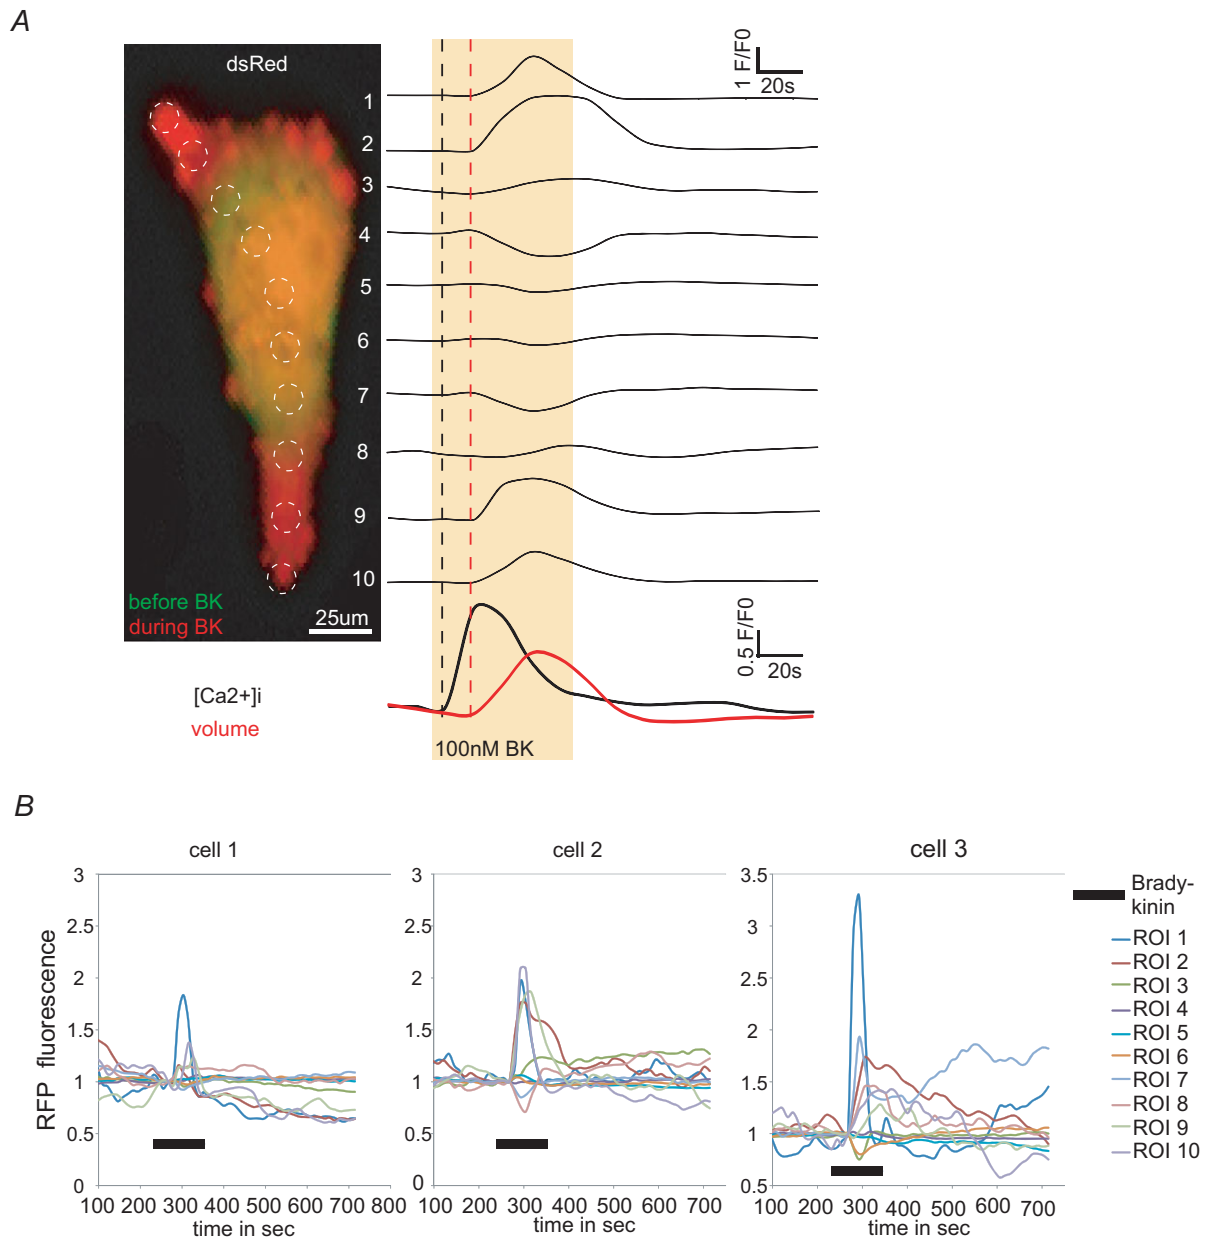 A
dsRed
1 F/F0
20s
1
2
3
4
5
6
7
8
9
10
before BK
during BK
25um
0.5 F/F0
20s
[Ca2+]i
volume
100nM BK
B
cell 1
cell 2
cell 3
RFP fluorescence
3
2.5
2
1.5
1
0.5
0
100 200 300 400 500 600 700 800
time in sec
3
2.5
2
1.5
1
0.5
0
100 200 300 400 500 600 700
time in sec
3.5
3
2.5
2
1.5
1
0.5
100 200 300 400 500 600 700
time in sec
Brady-
kinin
ROI 1
ROI 2
ROI 3
ROI 4
ROI 5
ROI 6
ROI 7
ROI 8
ROI 9
ROI 10